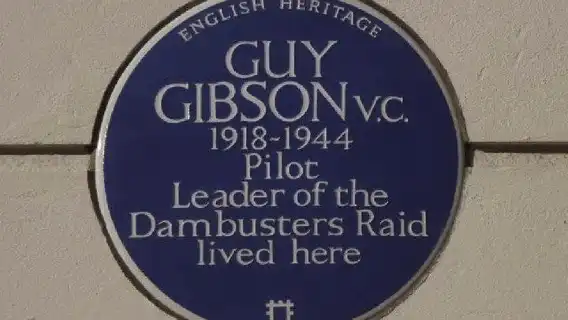 ENGLISH HERITAGE
GUY
GIBSON V.C.
1918-1944
Pilot
Leader of the
Dambusters Raid
lived here